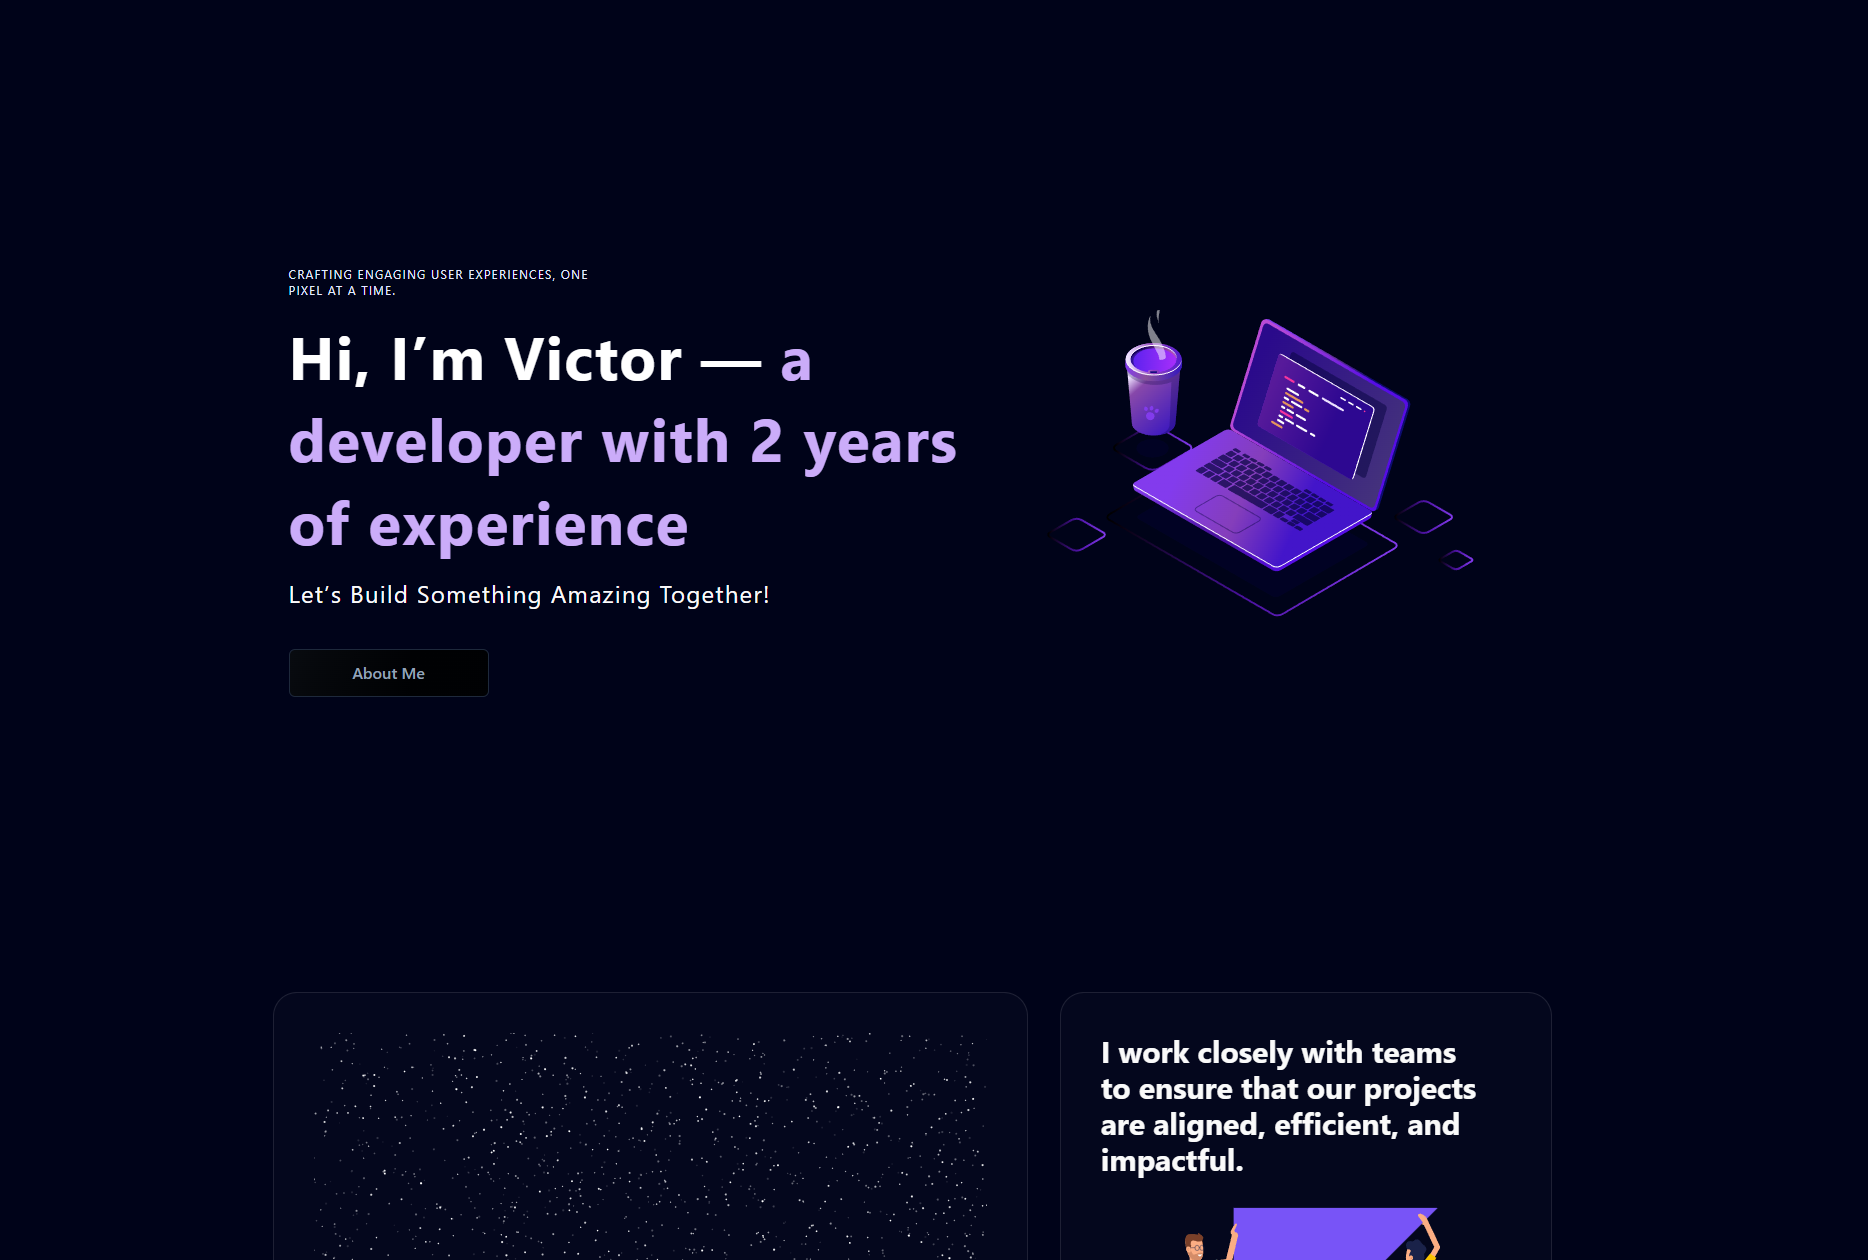 CRAFTING ENGAGING USER EXPERIENCES, ONE
PIXEL AT A TIME.
Hi, I’m Victor — a
developer with 2 years
of experience
Let’s Build Something Amazing Together!
About Me
I work closely with teams
to ensure that our projects
are aligned, efficient, and
impactful.